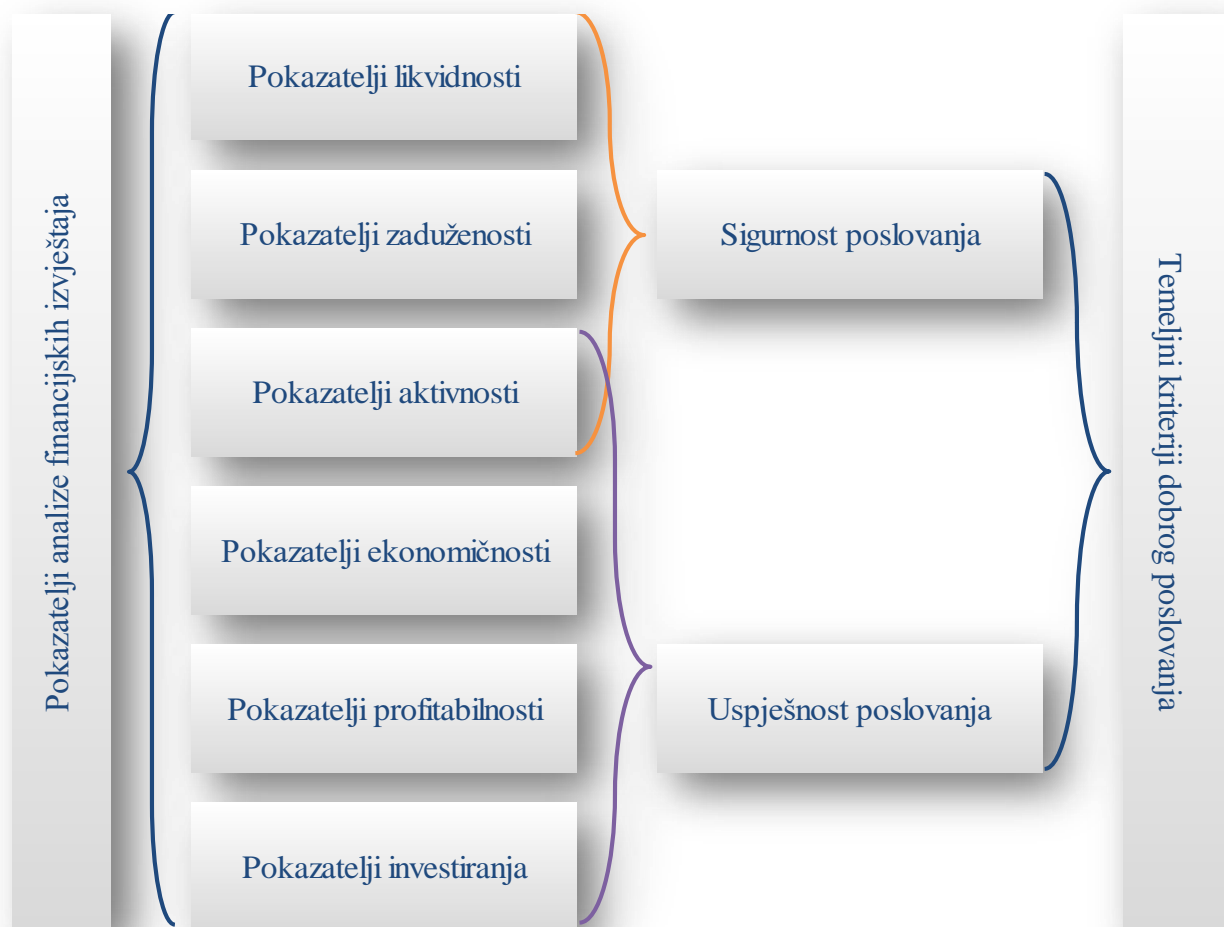 Pokazatelji analize financijskih izvještaja
Pokazatelji likvidnosti
Pokazatelji zaduženosti
Pokazatelji aktivnosti
Pokazatelji ekonomičnosti
Pokazatelji profitabilnosti
Pokazatelji investiranja
Sigurnost poslovanja
Uspješnost poslovanja
Temeljni kriteriji dobrog poslovanja